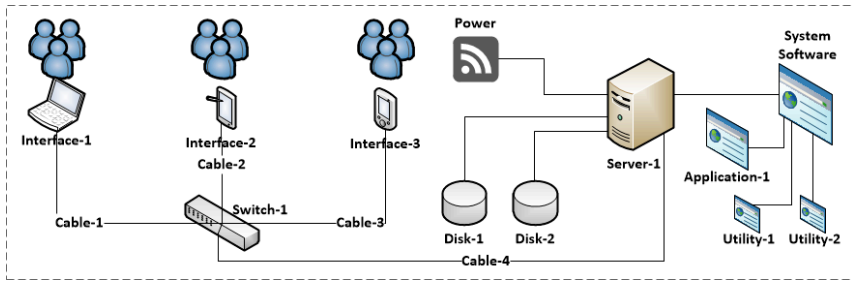 Power
System
Software
Interface-1
Interface-2
Interface-3
Cable-2
Server-1
Application-1
Switch-1
Cable-1
Cable-3
Disk-1
Disk-2
Utility-1
Utility-2
Cable-4